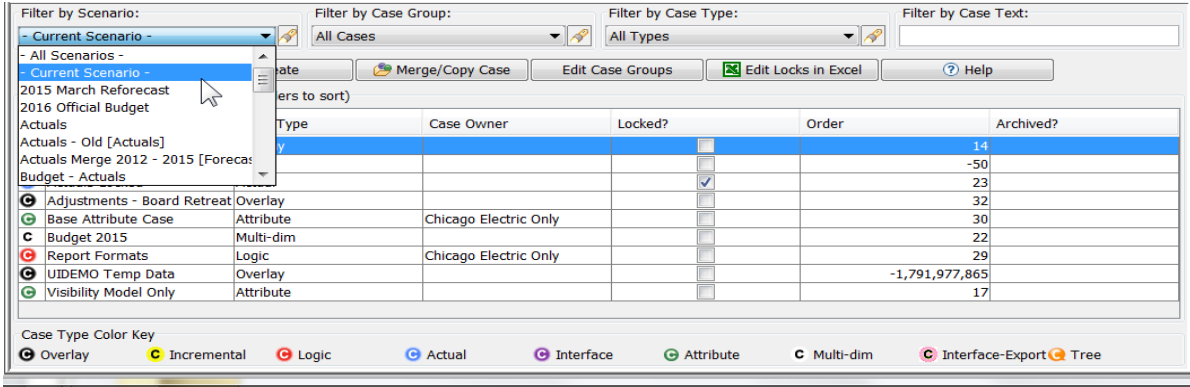 Filter by Scenario: Filter by Case Group: Filter by Case Type: Filter by Case Text:
- Current Scenario - All Cases All Types
- All Scenarios -
- Current Scenario - Merge/Copy Case Edit Case Groups Edit Locks in Excel Help
2015 March Reforecast ers to sort)
2016 Official Budget
Actuals Type Case Owner Locked? Order Archived?
Actuals - Old [Actuals] 14
Actuals Merge 2012 - 2015 [Forecas -50
Budget - Actuals 23
Adjustments - Board Retreat Overlay 32
Base Attribute Case Attribute Chicago Electric Only 30
Budget 2015 Multi-dim 22
Report Formats Logic Chicago Electric Only 29
UIDEMO Temp Data Overlay -1,791,977,865
Visibility Model Only Attribute 17
Case Type Color Key
C Overlay C Incremental C Logic C Actual C Interface C Attribute C Multi-dim C Interface-Export C Tree